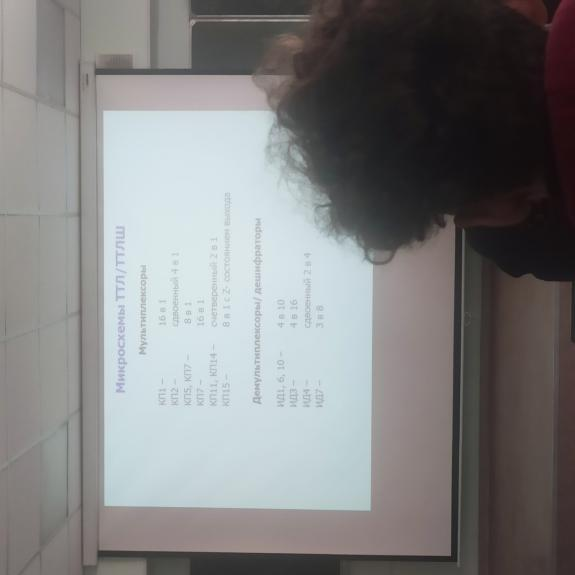 Микросхемы ТТЛ/ТТЛШ
Мультиплексоры
КП1 – 16 в 1
КП2 – сдвоенный 4 в 1
КП5, КП7 – 8 в 1
КП7 – 16 в 1
КП11, КП14 – счетверенный 2 в 1
КП15 – 8 в 1 с Z- состоянием выхода
Демультиплексоры/ дешифраторы
ИД1, 6, 10 – 4 в 10
ИД3 – 4 в 16
ИД4 – сдвоенный 2 в 4
ИД7 – 3 в 8